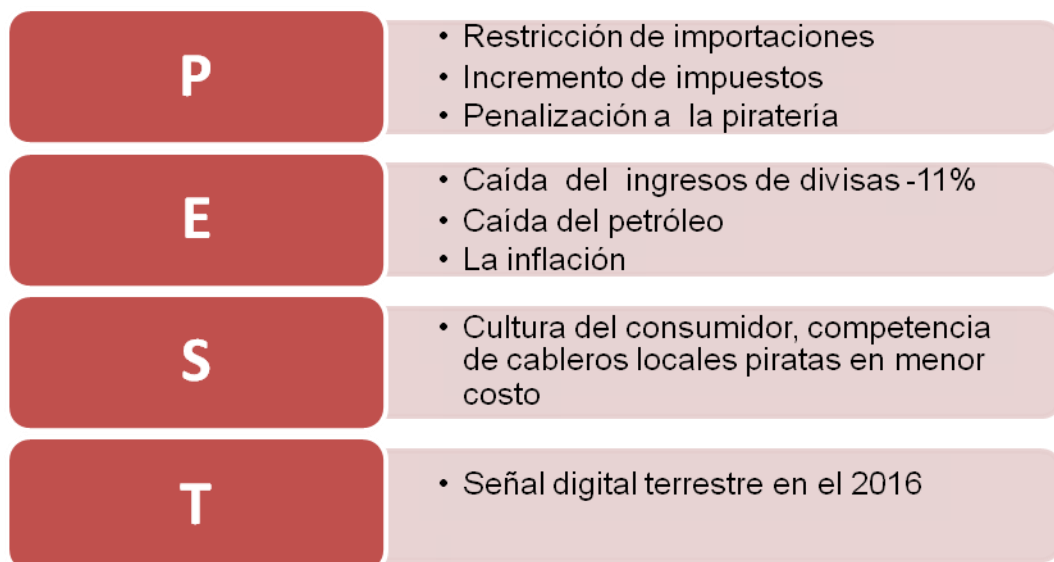 P
• Restricción de importaciones
• Incremento de impuestos
• Penalización a la piratería
E
• Caída del ingresos de divisas -11%
• Caída del petróleo
• La inflación
S
• Cultura del consumidor, competencia
de cableros locales piratas en menor
costo
T
• Señal digital terrestre en el 2016